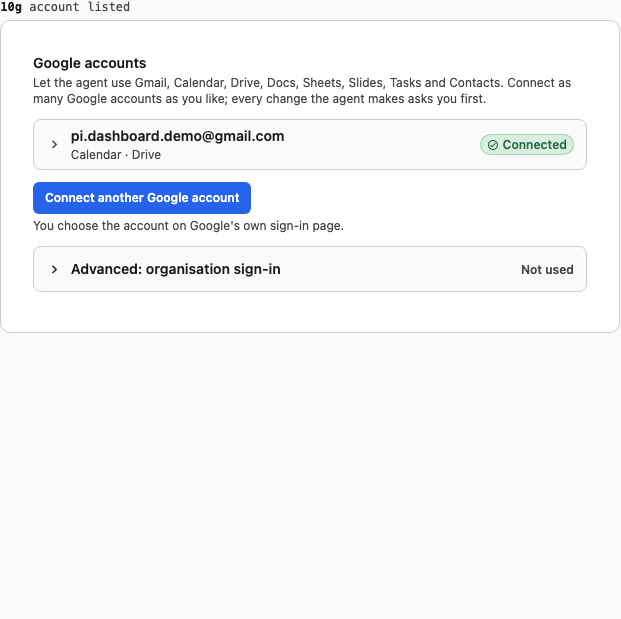 10g account listed
Google accounts
Let the agent use Gmail, Calendar, Drive, Docs, Sheets, Slides, Tasks and Contacts. Connect as
many Google accounts as you like; every change the agent makes asks you first.
pi.dashboard.demo@gmail.com
Connected
Calendar · Drive
Connect another Google account
You choose the account on Google's own sign-in page.
Advanced: organisation sign-in
Not used